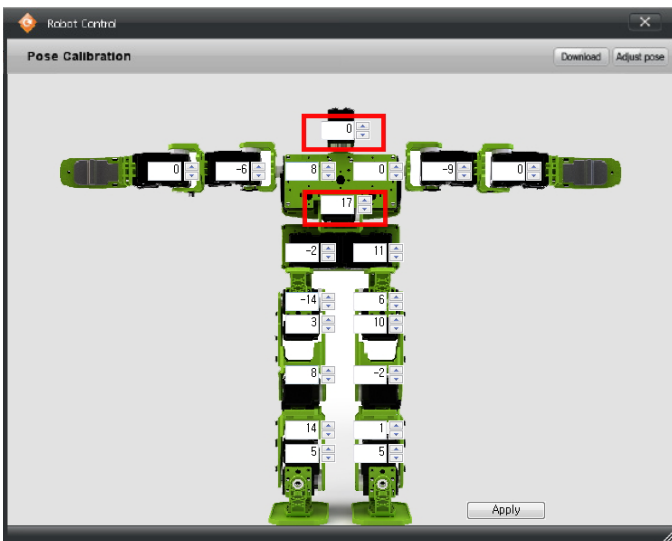 Robot Control
Pose Calibration
Download
Adjust pose
0
0 -6 8 0 -9 0
17
-2 11
-14 6
3 10
8 -2
14 1
5 5
Apply